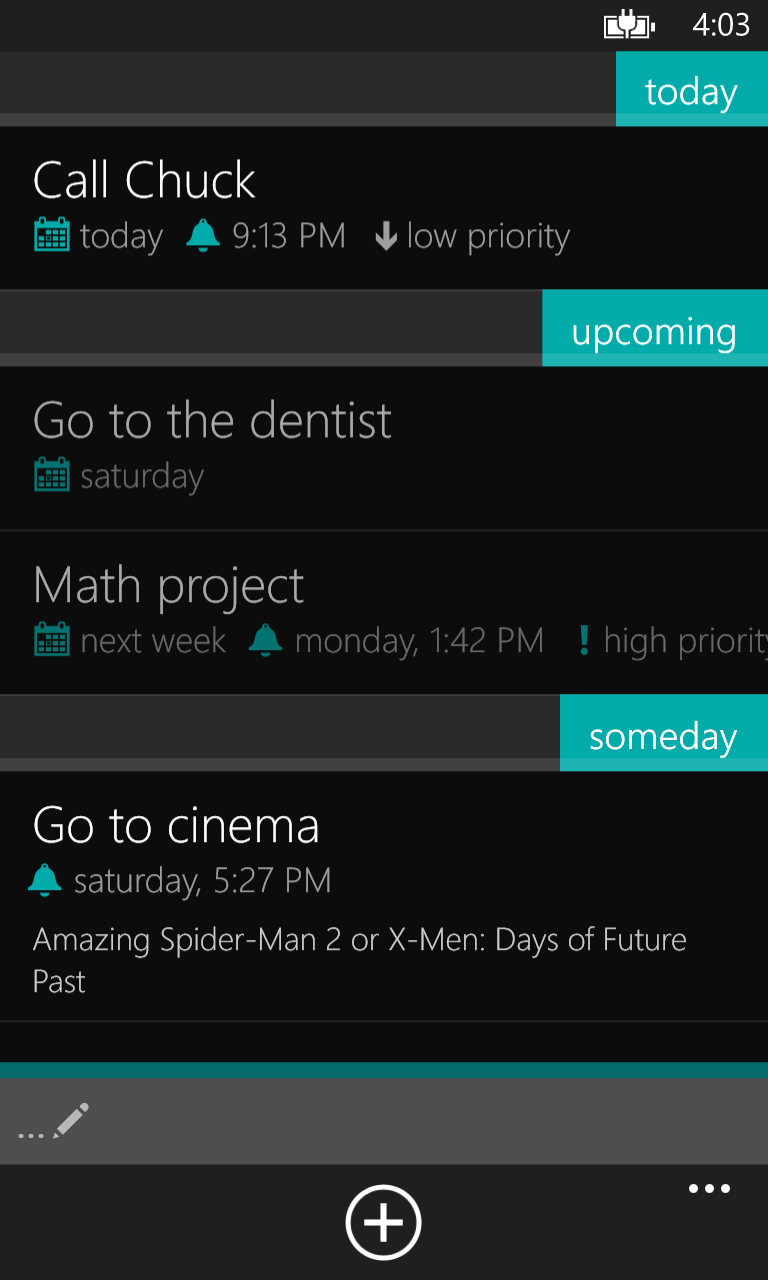 4:03
today
Call Chuck
today 9:13 PM low priority
upcoming
Go to the dentist
saturday
Math project
next week monday, 1:42 PM ! high priority
someday
Go to cinema
saturday, 5:27 PM
Amazing Spider-Man 2 or X-Men: Days of Future
Past
...